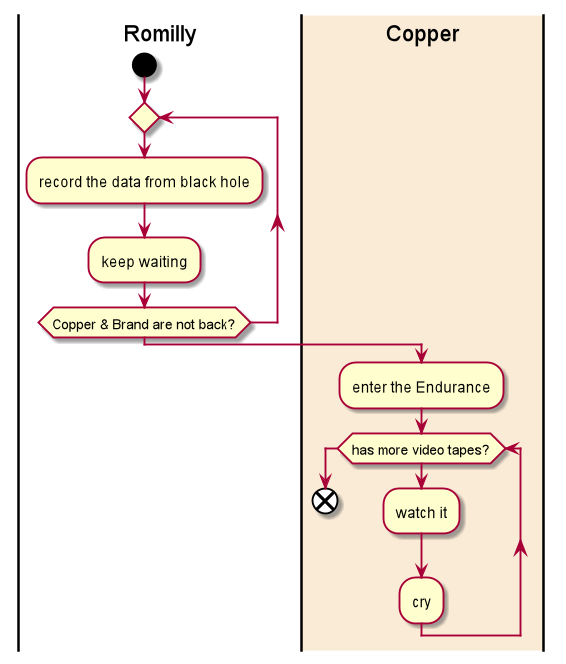 Romilly
Copper
record the data from black hole
keep waiting
Copper & Brand are not back?
enter the Endurance
has more video tapes?
watch it
cry